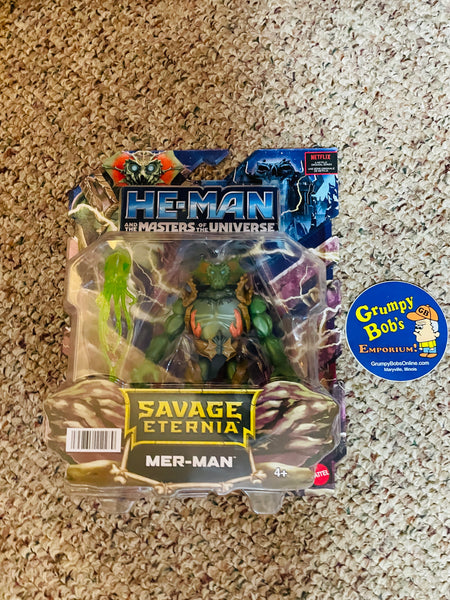 NETFLIX
HE-MAN
AND THE MASTERS OF THE UNIVERSE
Grumpy
Bob's
EMPORIUM!
GrumpyBobsOnline.com
Maryville, Illinois
SAVAGE
ETERNIA
MER-MAN™
4+
MATTEL